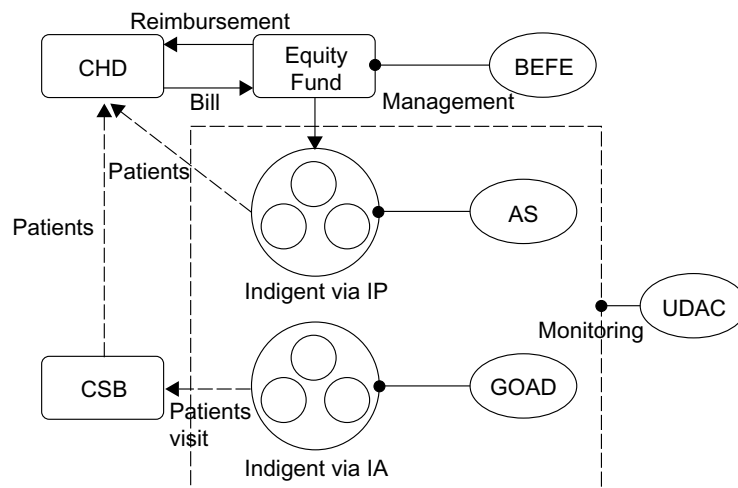 Reimbursement
CHD
Equity
Fund
BEFE
Bill
Management
Patients
Patients
AS
Indigent via IP
UDAC
Monitoring
CSB
Patients
visit
GOAD
Indigent via IA